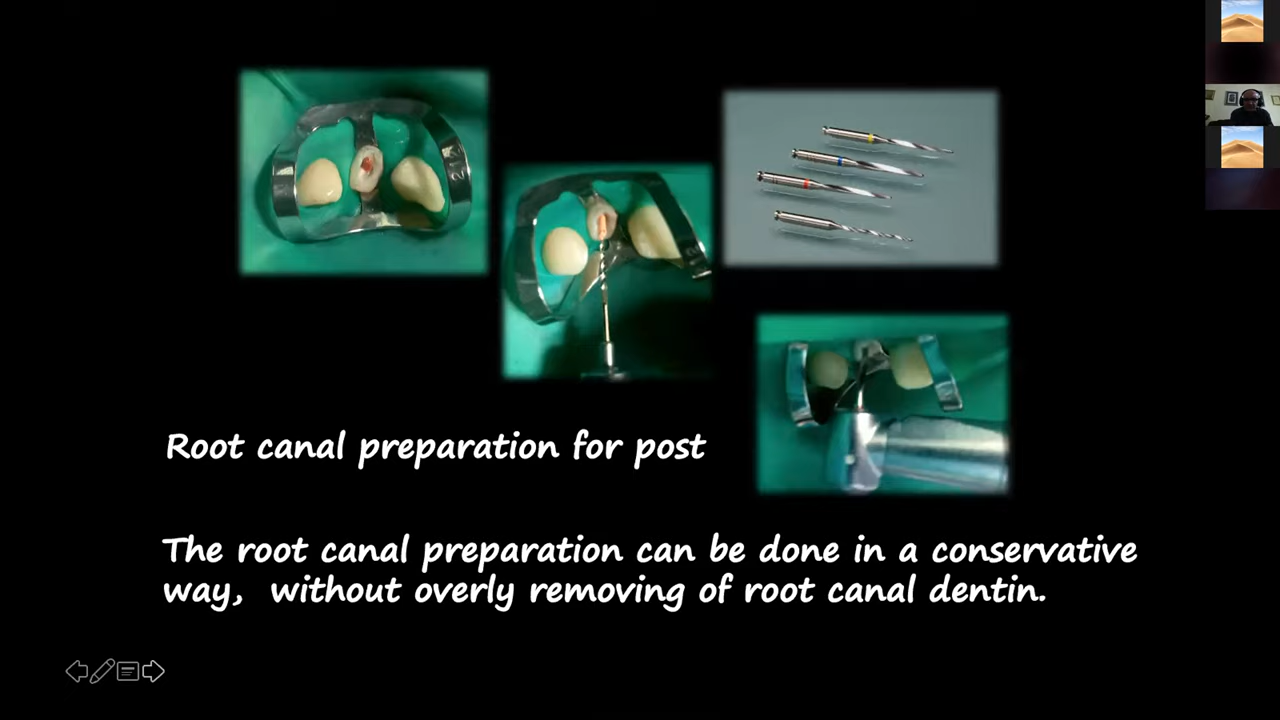 Root canal preparation for post
The root canal preparation can be done in a conservative
way, without overly removing of root canal dentin.